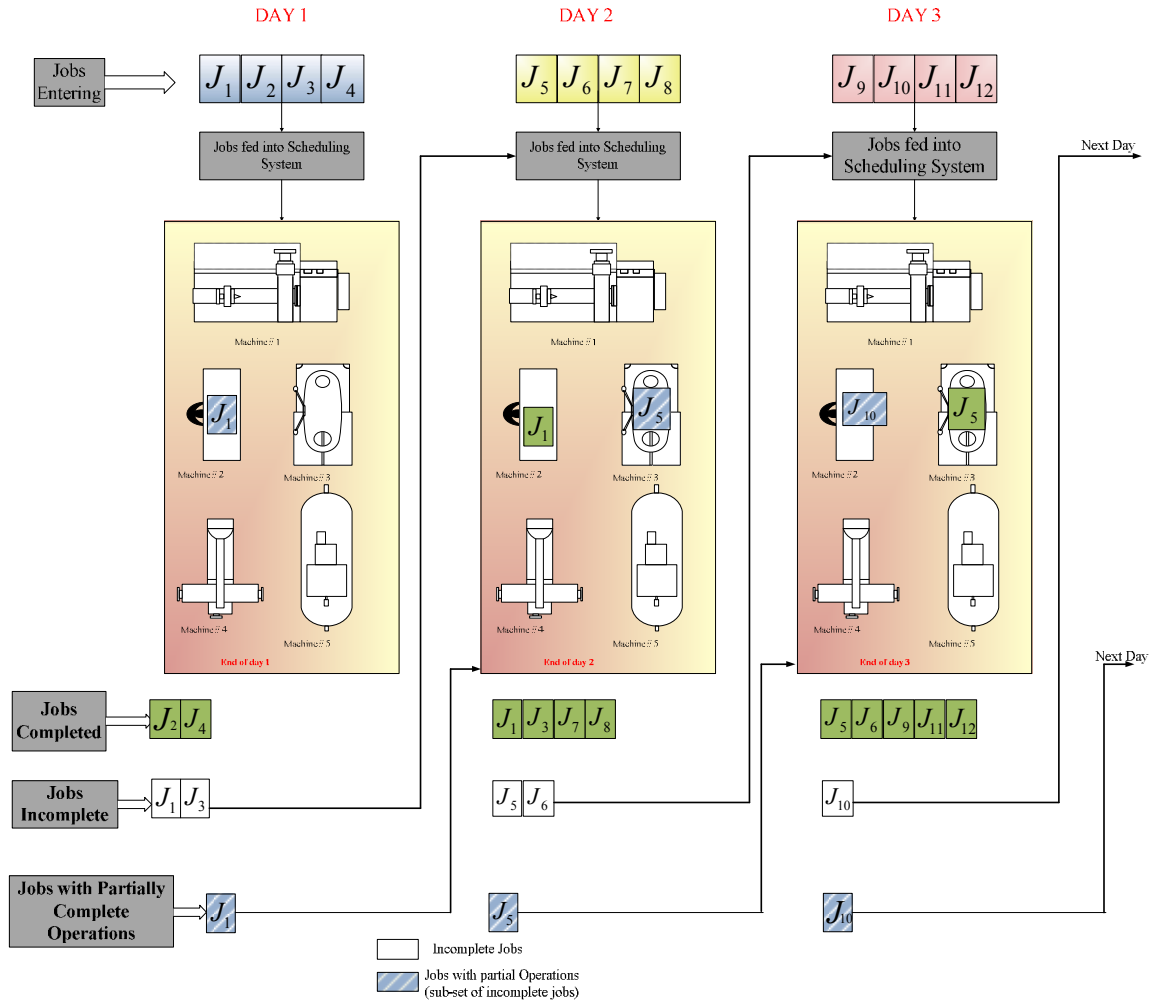 DAY 1
DAY 2
DAY 3
Jobs
Entering
J1 J2 J3 J4
J5 J6 J7 J8
J9 J10 J11 J12
Jobs fed into Scheduling
System
Jobs fed into Scheduling
System
Jobs fed into
Scheduling System
Next Day
Machine # 1
J1
Machine # 2
Machine # 3
Machine # 4
Machine # 5
End of day 1
Machine # 1
J1
J5
Machine # 2
Machine # 3
Machine # 4
Machine # 5
End of day 2
Machine # 1
J10
J5
Machine # 2
Machine # 3
Machine # 4
Machine # 5
End of day 3
Next Day
Jobs
Completed
J2 J4
J1 J3 J7 J8
J5 J6 J9 J11 J12
Jobs
Incomplete
J1 J3
J5 J6
J10
Jobs with Partially
Complete
Operations
J1
J5
J10
Incomplete Jobs
Jobs with partial Operations
(sub-set of incomplete jobs)